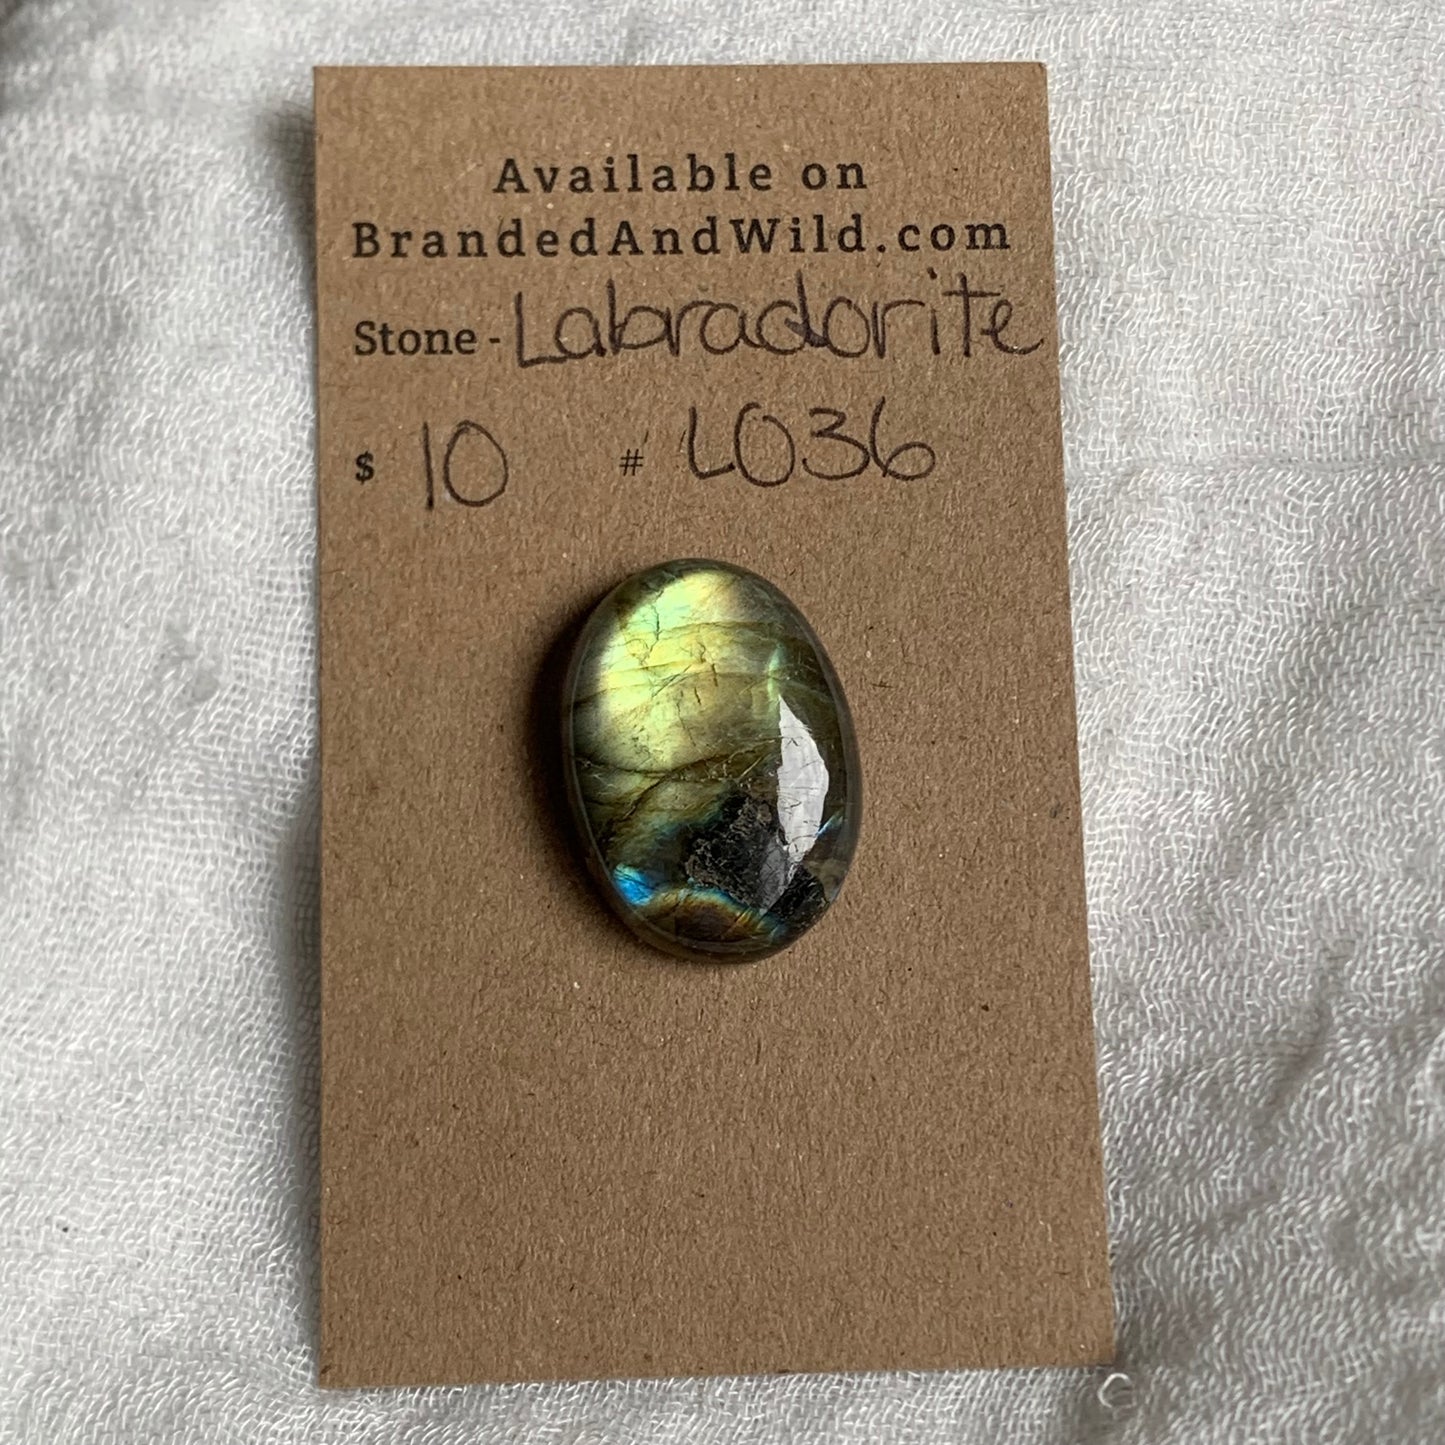 Available on
BrandedAndWild.com
Stone - Labradorite
$ 10 # L036